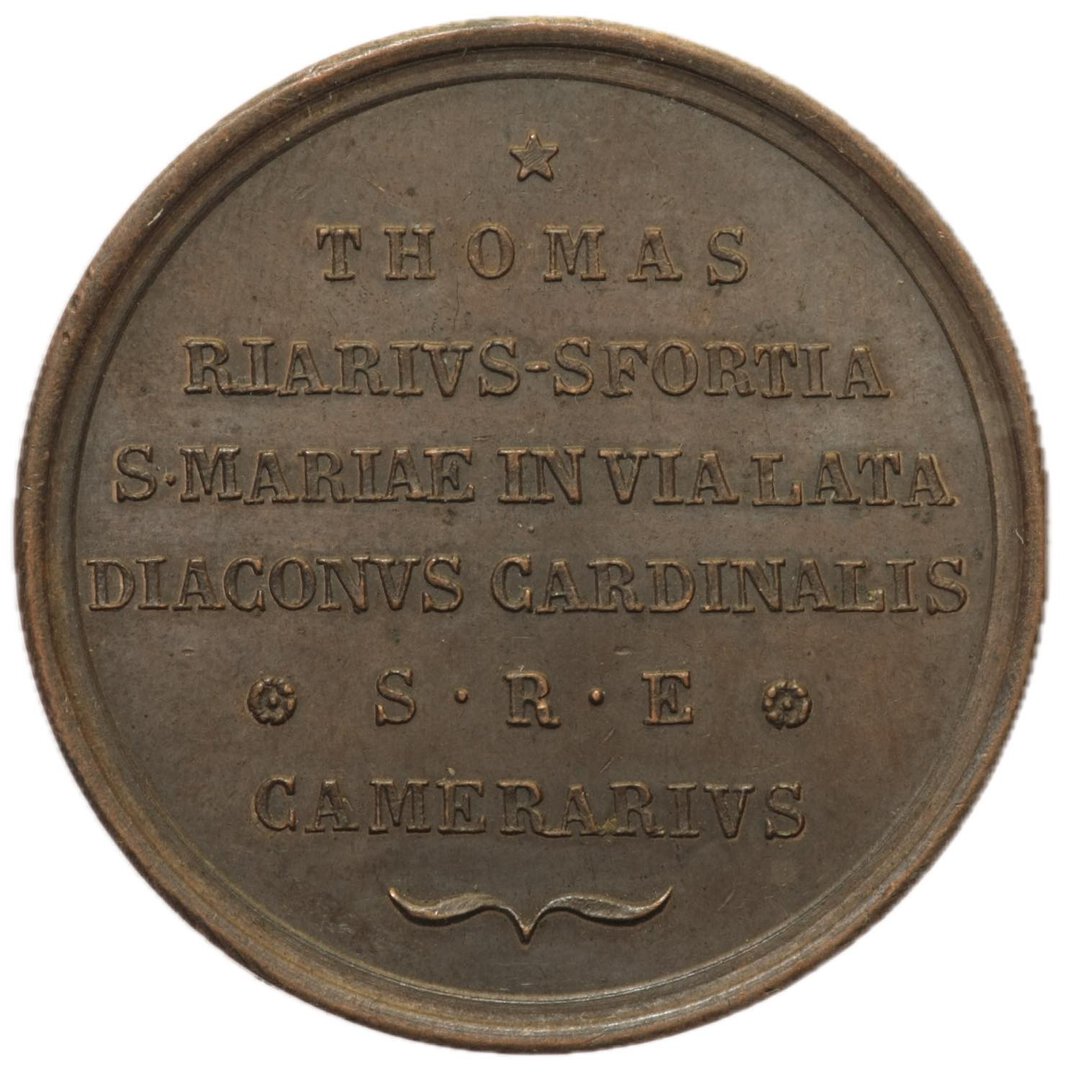 THOMAS
RIARIVS-SFORTIA
S·MARIAE IN VIA LATA
DIACONVS CARDINALIS
S·R·E
CAMERARIVS